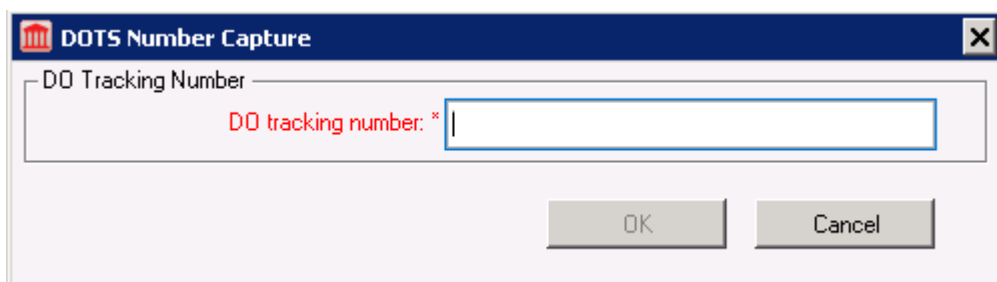 DOTS Number Capture
DO Tracking Number
DO tracking number: *
OK Cancel